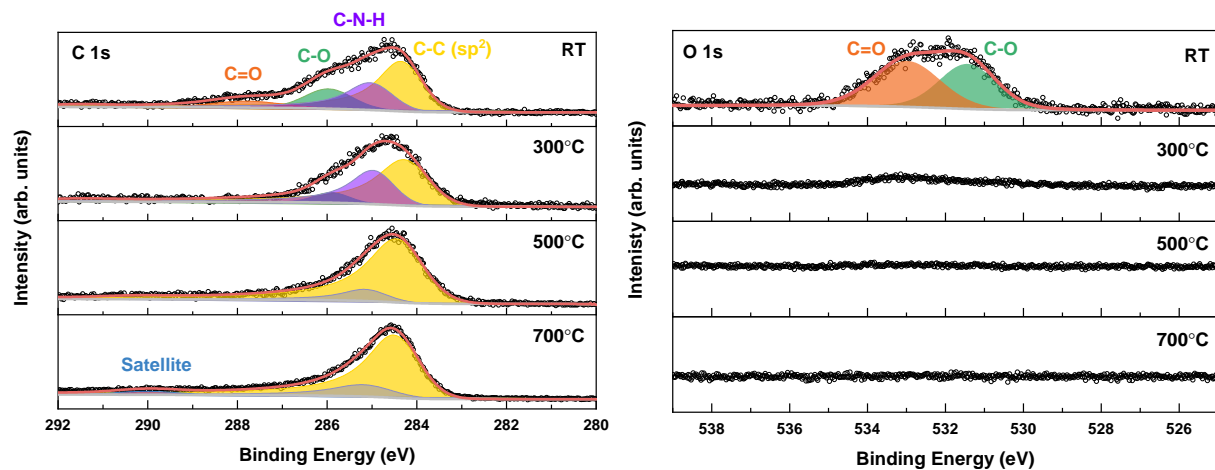 C 1s
C-N-H
C-O
C=O
C-C (sp²)
RT
300°C
500°C
700°C
Satellite
Intensity (arb. units)
292 290 288 286 284 282 280
Binding Energy (eV)
O 1s
C=O
C-O
RT
300°C
500°C
700°C
Intenisty (arb. units)
538 536 534 532 530 528 526
Binding Energy (eV)